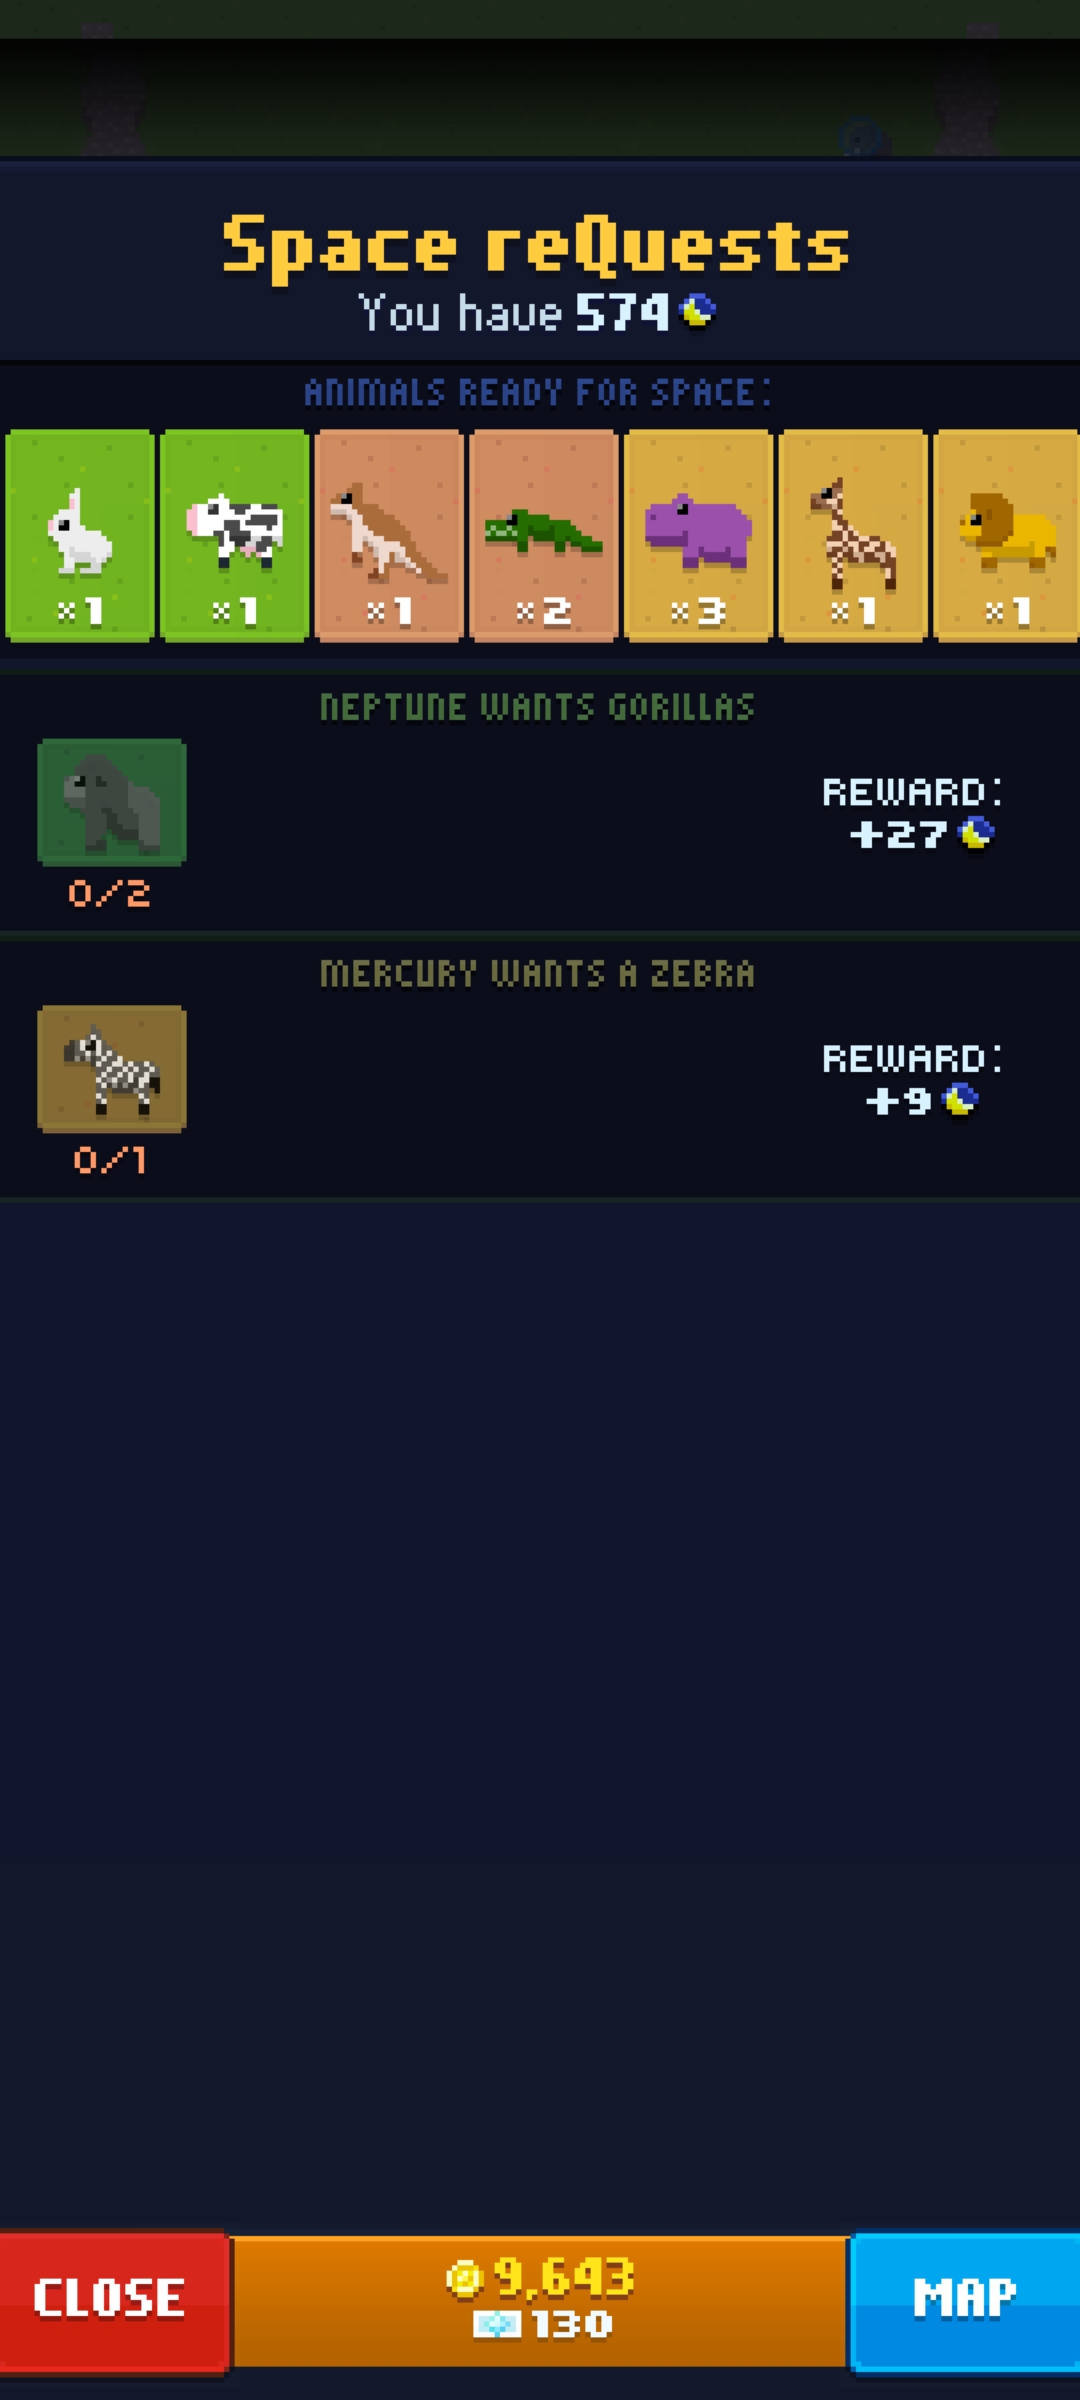 Space reQuests
You have 574
ANIMALS READY FOR SPACE:
×1 ×1 ×1 ×2 ×3 ×1 ×1
NEPTUNE WANTS GORILLAS
REWARD:
+27
0/2
MERCURY WANTS A ZEBRA
REWARD:
+9
0/1
CLOSE
9,643
130
MAP